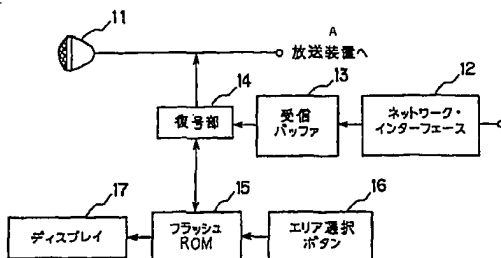 11
A
放送装置へ
14
13
12
復号部
受信
バッファ
ネットワーク・
インターフェース
17
15
16
ディスプレイ
フラッシュ
ROM
エリア選択
ボタン